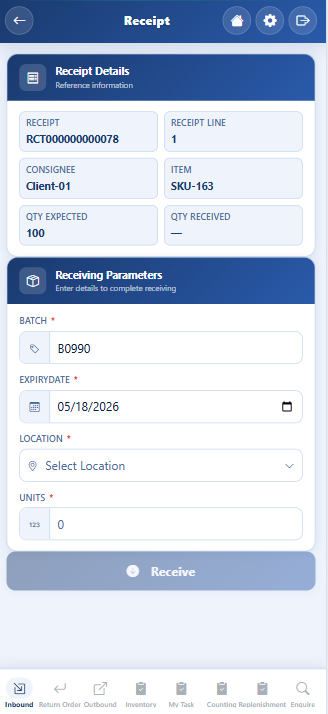 Receipt
Receipt Details
Reference information
RECEIPT
RCT000000000078
RECEIPT LINE
1
CONSIGNEE
Client-01
ITEM
SKU-163
QTY EXPECTED
100
QTY RECEIVED
—
Receiving Parameters
Enter details to complete receiving
BATCH *
B0990
EXPIRYDATE *
05/18/2026
LOCATION *
Select Location
UNITS *
123 0
Receive
Inbound Return Order Outbound Inventory My Task Counting Replenishment Enquire